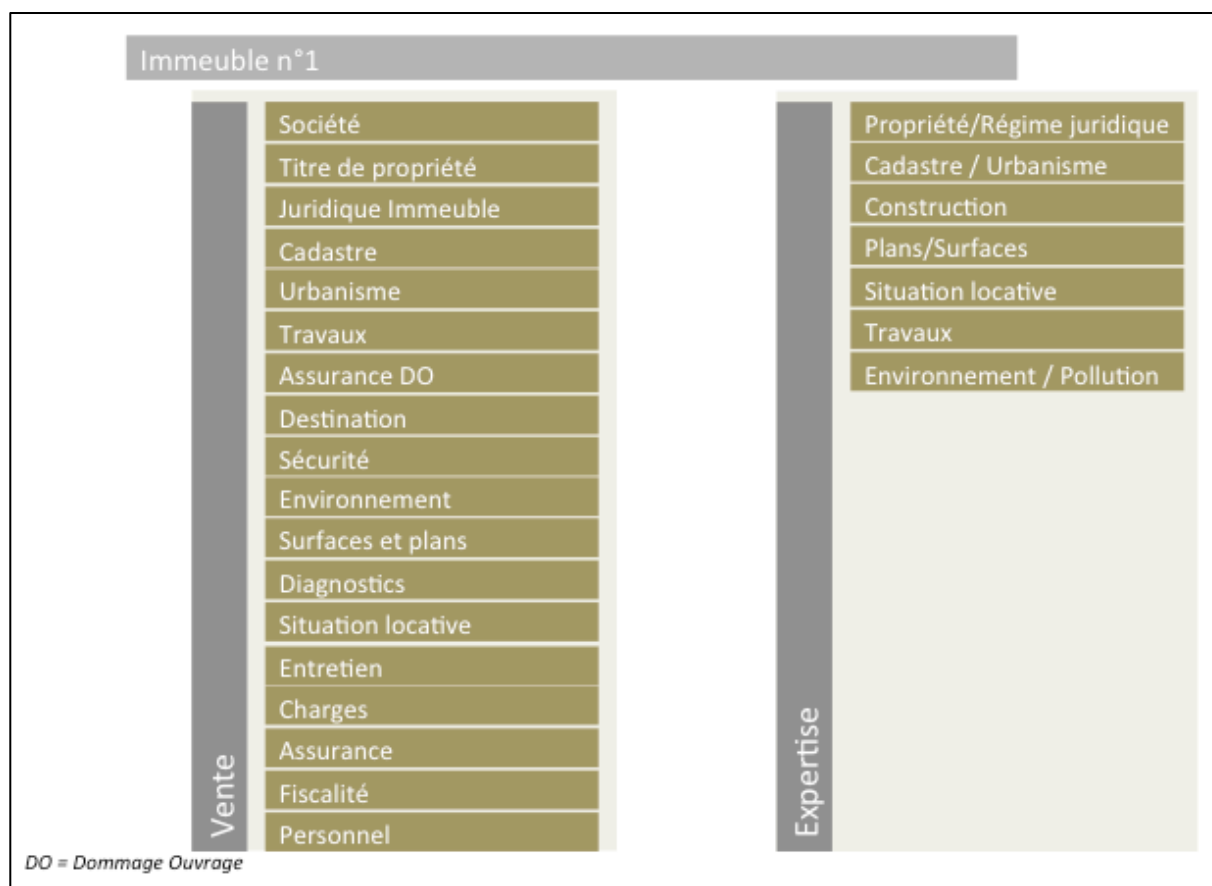 Immeuble n°1
Vente
Société
Titre de propriété
Juridique Immeuble
Cadastre
Urbanisme
Travaux
Assurance DO
Destination
Sécurité
Environnement
Surfaces et plans
Diagnostics
Situation locative
Entretien
Charges
Assurance
Fiscalité
Personnel
Expertise
Propriété/Régime juridique
Cadastre / Urbanisme
Construction
Plans/Surfaces
Situation locative
Travaux
Environnement / Pollution
DO = Dommage Ouvrage